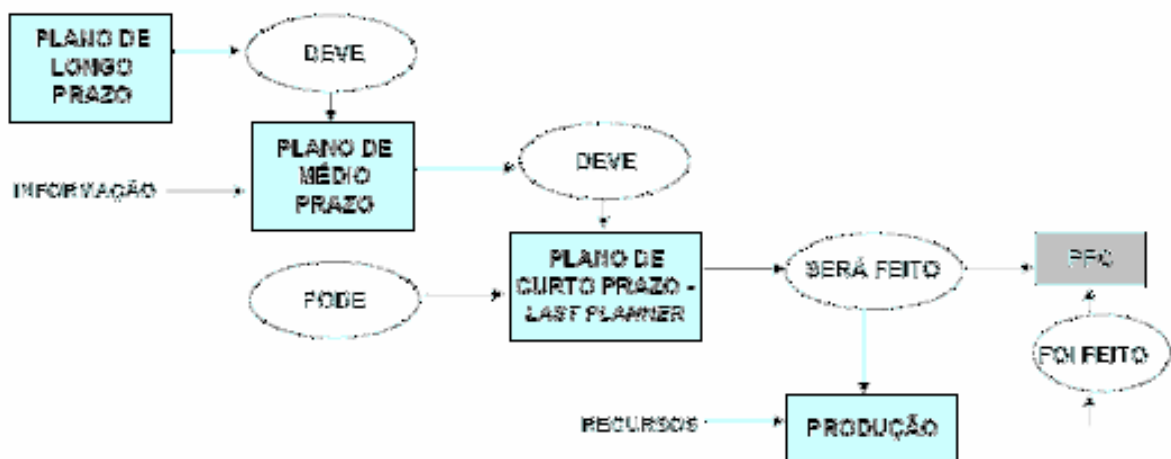 PLANO DE
LONGO
PRAZO
DEVE
PLANO DE
MÉDIO
PRAZO
INFORMAÇÃO
DEVE
PLANO DE
CURTO PRAZO -
LAST PLANNER
PODE
SERÁ FEITO
PPC
FOI FEITO
RECURSOS
PRODUÇÃO